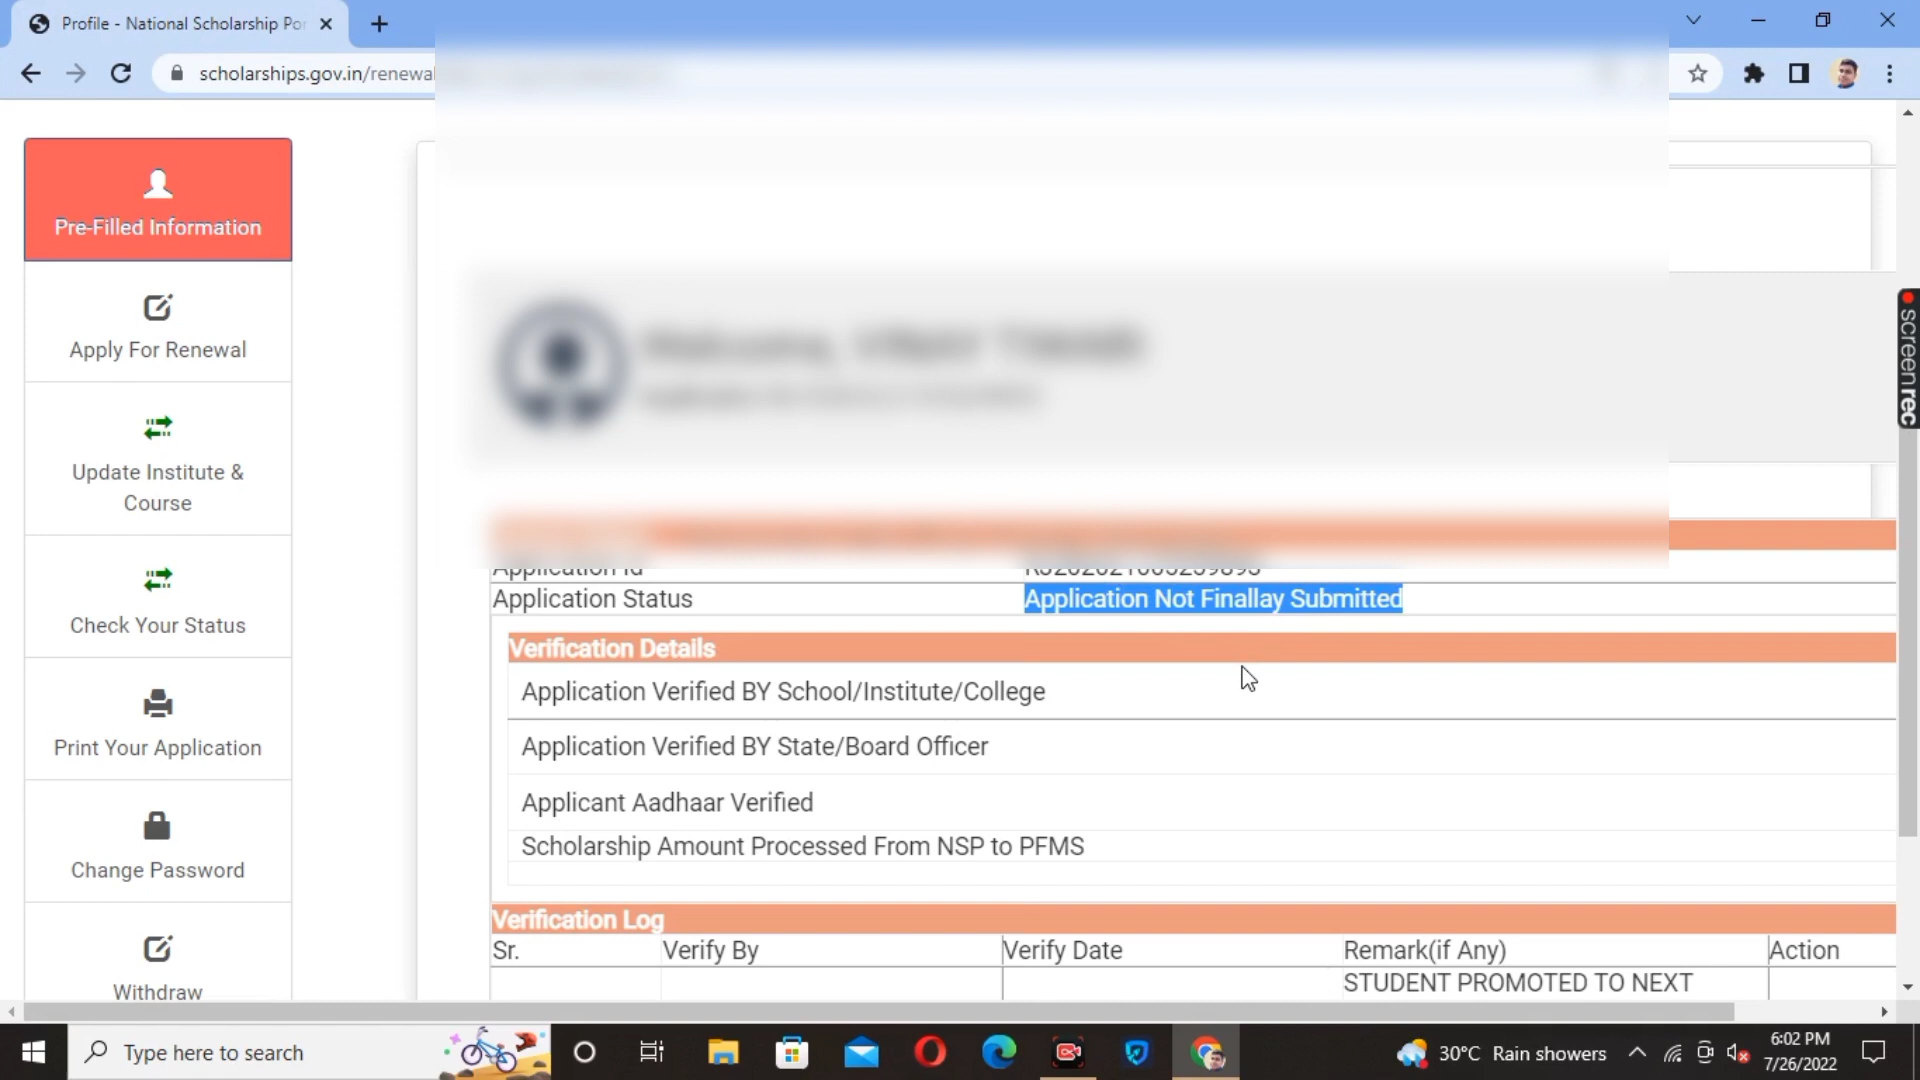 Profile - National Scholarship Por
scholarships.gov.in/renewal
Pre-Filled Information
Apply For Renewal
Update Institute &
Course
Check Your Status
Print Your Application
Change Password
Withdraw
Application Id
Application Status Application Not Finallay Submitted
Verification Details
Application Verified BY School/Institute/College
Application Verified BY State/Board Officer
Applicant Aadhaar Verified
Scholarship Amount Processed From NSP to PFMS
Verification Log
Sr. Verify By Verify Date Remark(if Any) Action
STUDENT PROMOTED TO NEXT
screenrec
Type here to search
30°C Rain showers
6:02 PM
7/26/2022